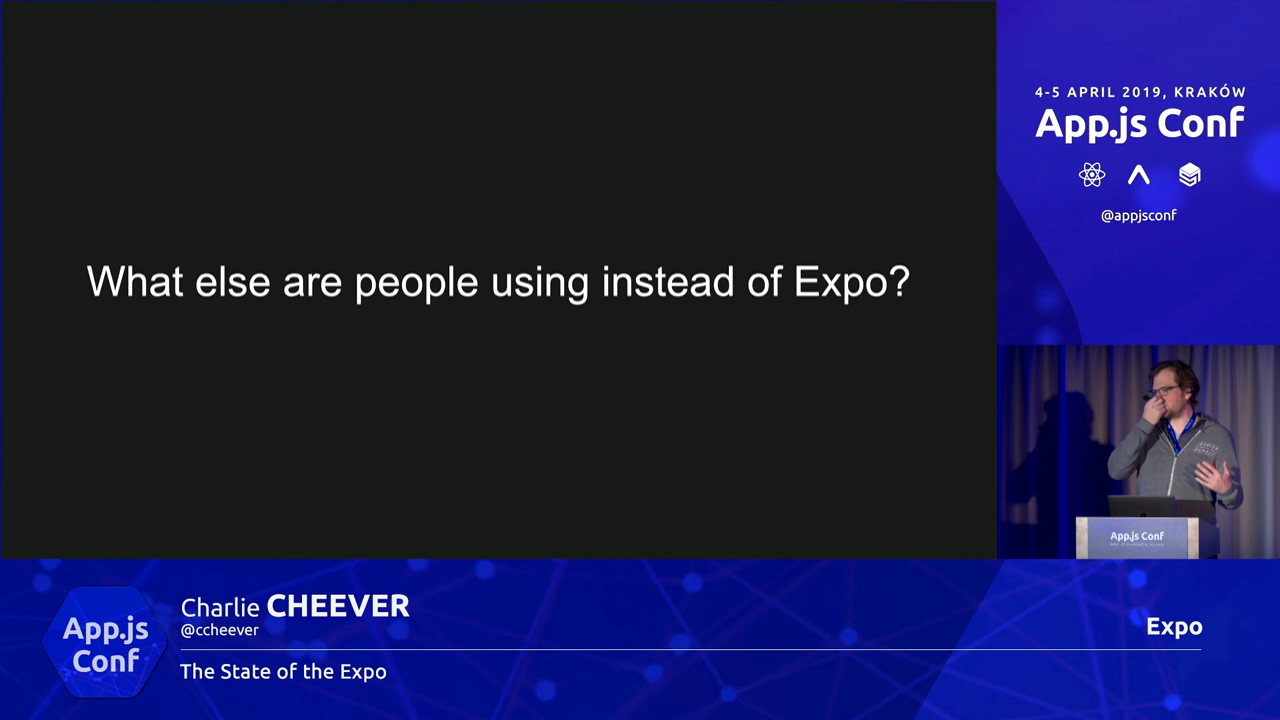 What else are people using instead of Expo?
4-5 APRIL 2019, KRAKÓW
App.js Conf
@appjsconf
App.js Conf
Charlie CHEEVER
@ccheever
The State of the Expo
Expo
App.js
Conf